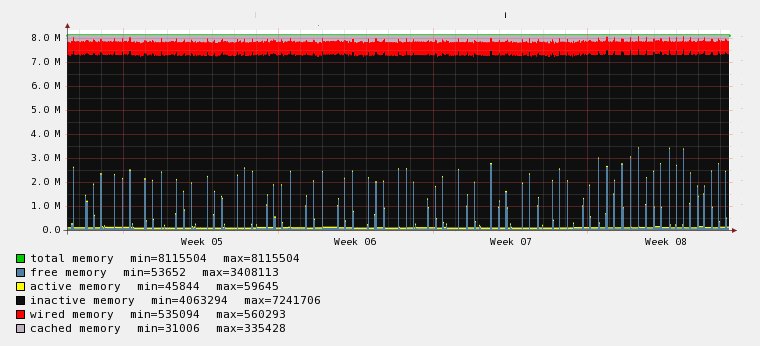 8.0 M
7.0 M
6.0 M
5.0 M
4.0 M
3.0 M
2.0 M
1.0 M
0.0
Week 05 Week 06 Week 07 Week 08
total memory min=8115504 max=8115504
free memory min=53652 max=3408113
active memory min=45844 max=59645
inactive memory min=4063294 max=7241706
wired memory min=535094 max=560293
cached memory min=31006 max=335428